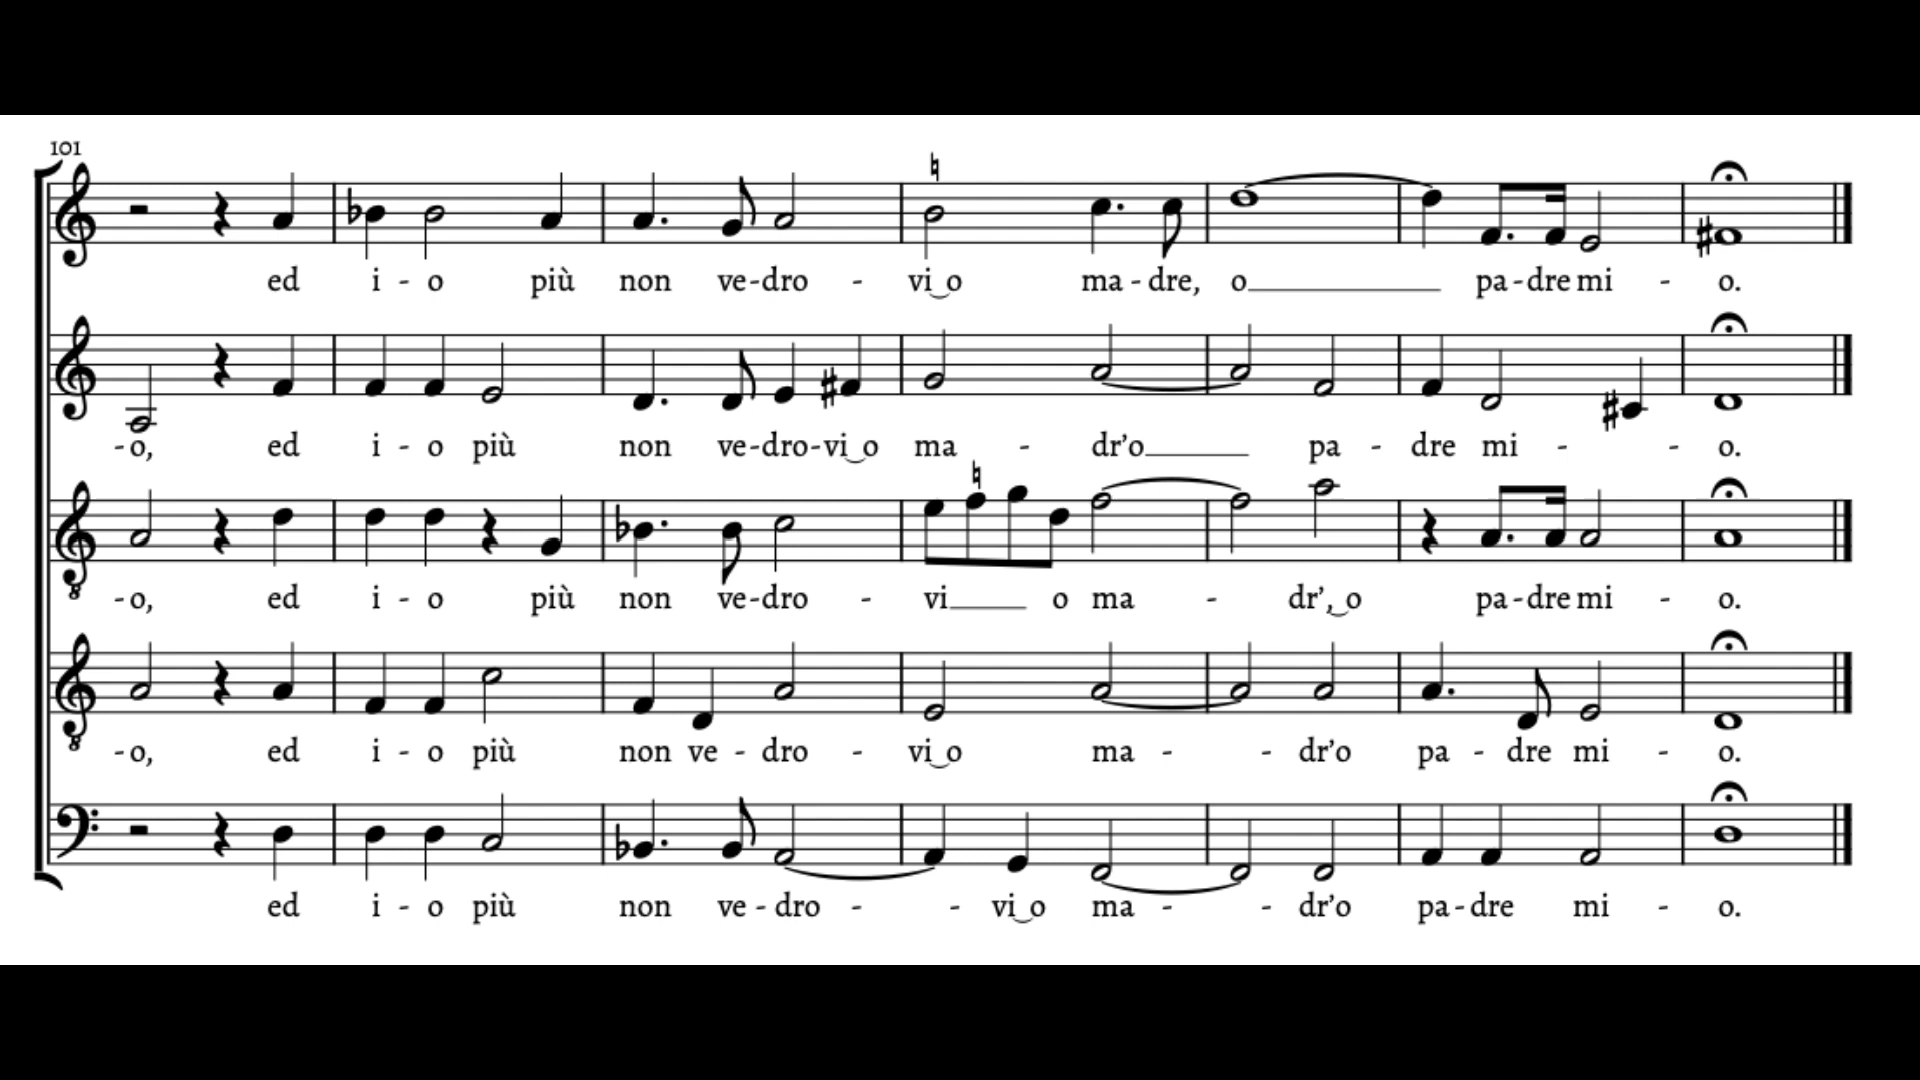 101
ed i - o più non ve - dro - vi‿o ma - dre, o pa - dre mi - o.
- o, ed i - o più non ve - dro - vi‿o ma - dr’o pa - dre mi - - o.
- o, ed i - o più non ve - dro - vi o ma - dr’,‿o pa - dre mi - o.
- o, ed i - o più non ve - dro - vi‿o ma - - dr’o pa - dre mi - o.
ed i - o più non ve - dro - - vi‿o ma - - dr’o pa - dre mi - o.